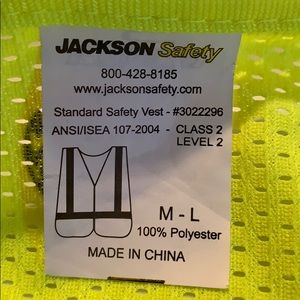 JACKSON Safety
800-428-8185
www.jacksonsafety.com
Standard Safety Vest - #3022296
ANSI/ISEA 107-2004 - CLASS 2
LEVEL 2
M - L
100% Polyester
MADE IN CHINA